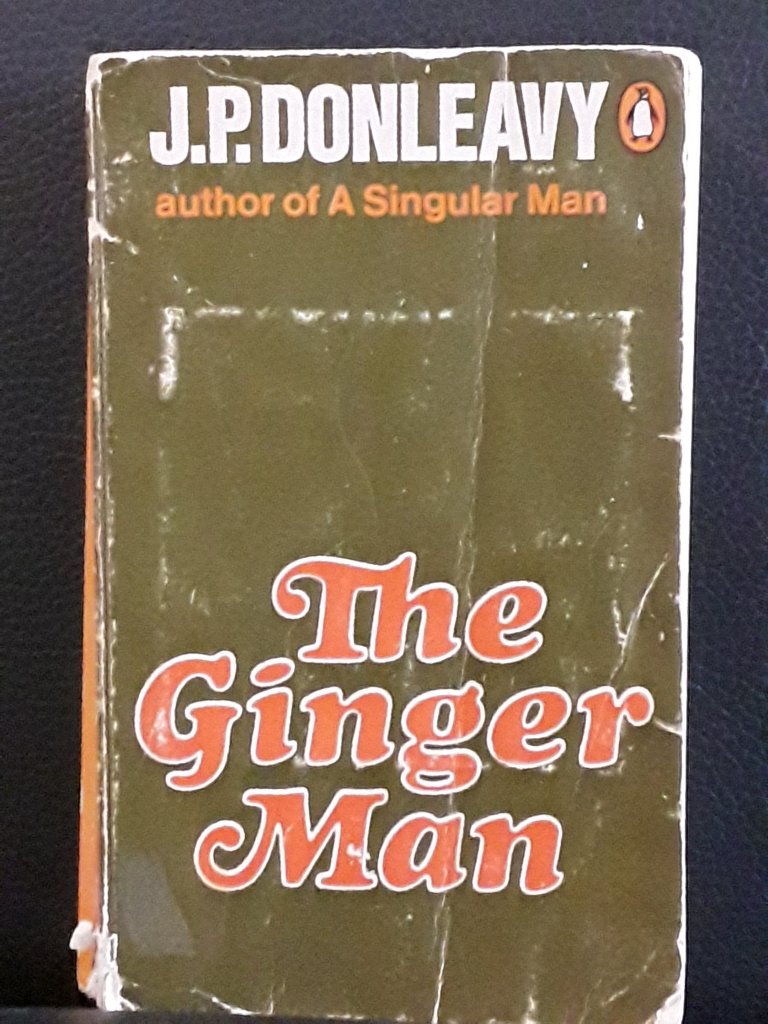 J.P. DONLEAVY
author of A Singular Man
The
Ginger
Man